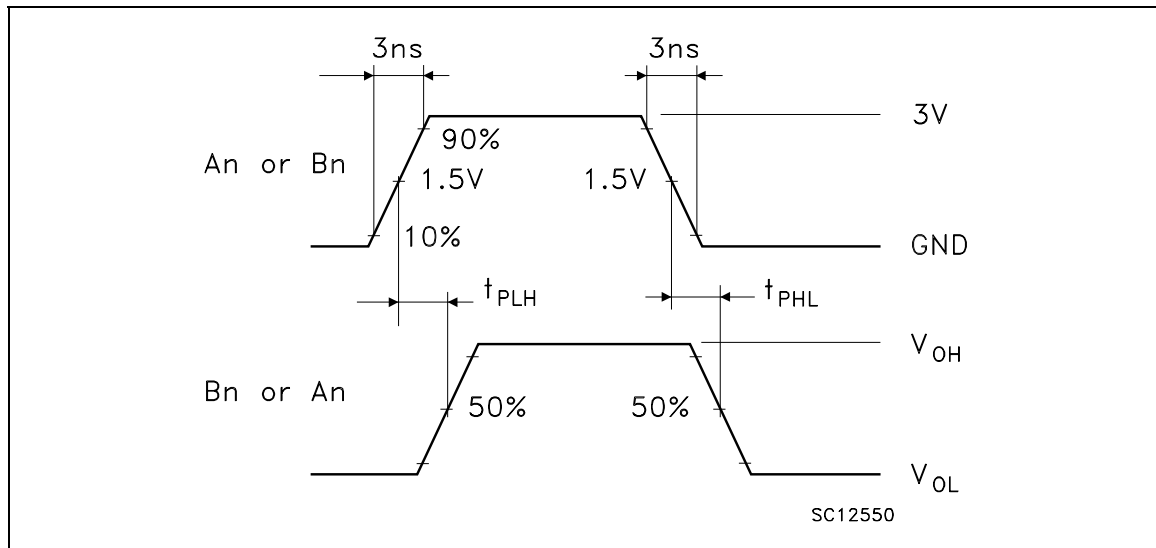 3ns 3ns
3V
90%
An or Bn
1.5V 1.5V
10%
GND
tPLH tPHL
VOH
Bn or An
50% 50%
VOL
SC12550